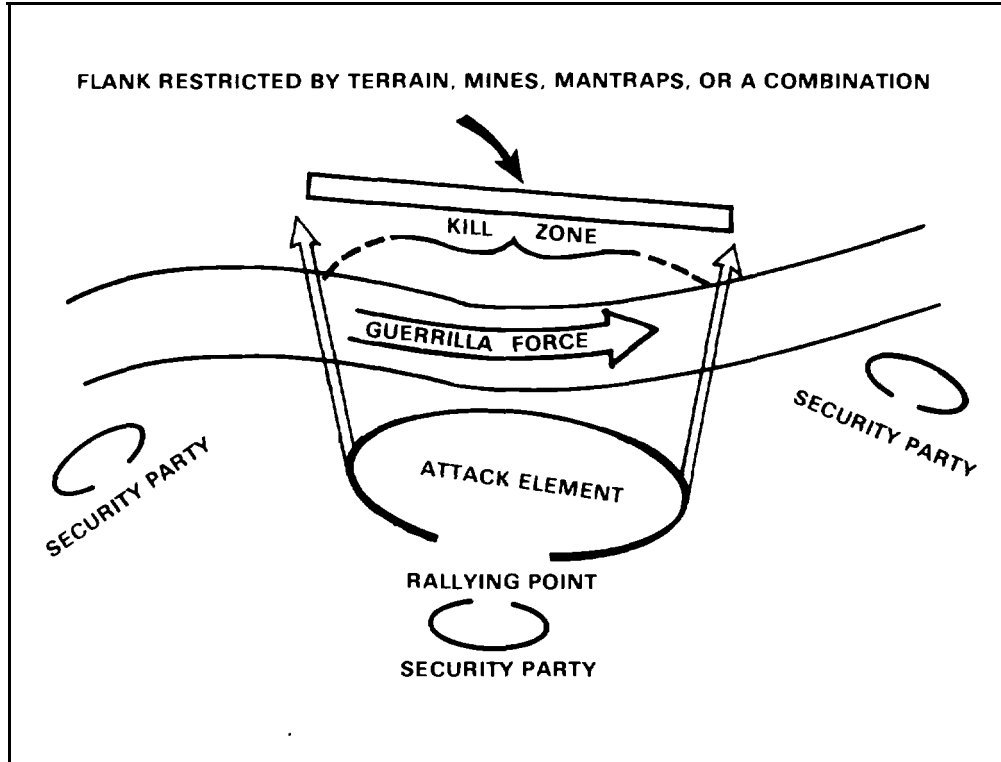 FLANK RESTRICTED BY TERRAIN, MINES, MANTRAPS, OR A COMBINATION
KILL ZONE
GUERRILLA FORCE
SECURITY PARTY
ATTACK ELEMENT
SECURITY PARTY
RALLYING POINT
SECURITY PARTY